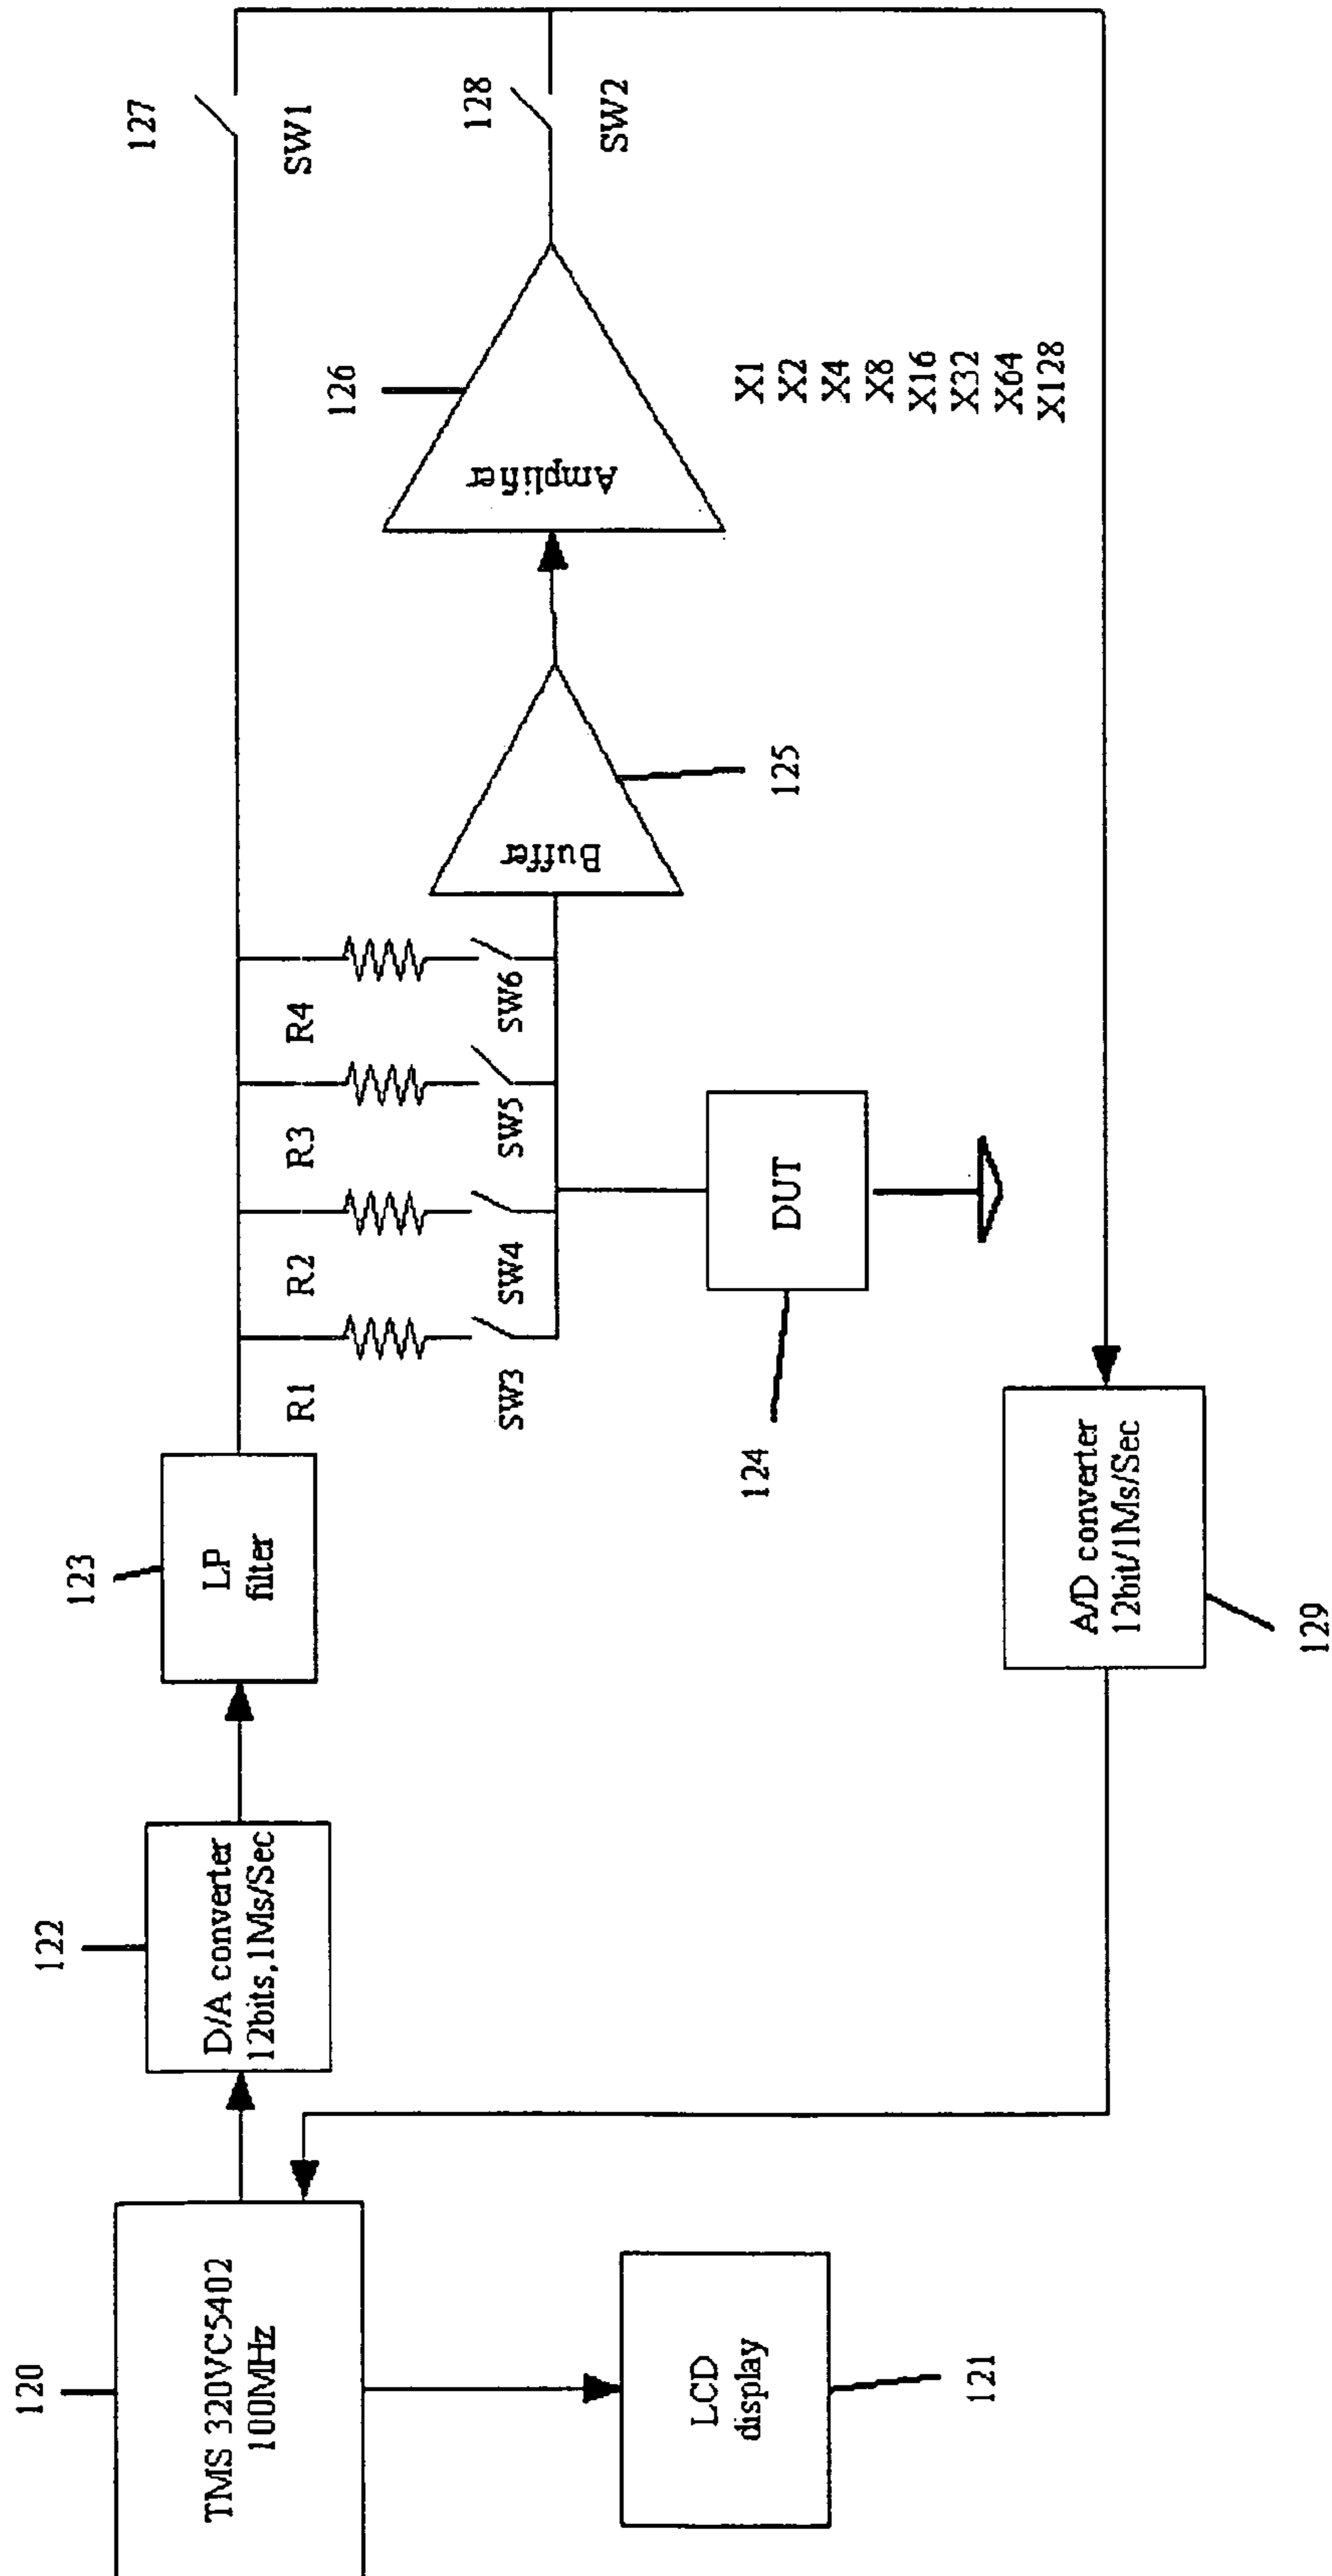 120
TMS 320VC5402
100MHz
122
D/A converter
12bits,1Ms/Sec
123
LP
filter
R1
R2
R3
R4
SW3
SW4
SW5
SW6
127
SW1
128
SW2
Buffer
125
Amplifier
126
X1
X2
X4
X8
X16
X32
X64
X128
DUT
124
LCD
display
121
A/D converter
12bit/1Ms/Sec
129